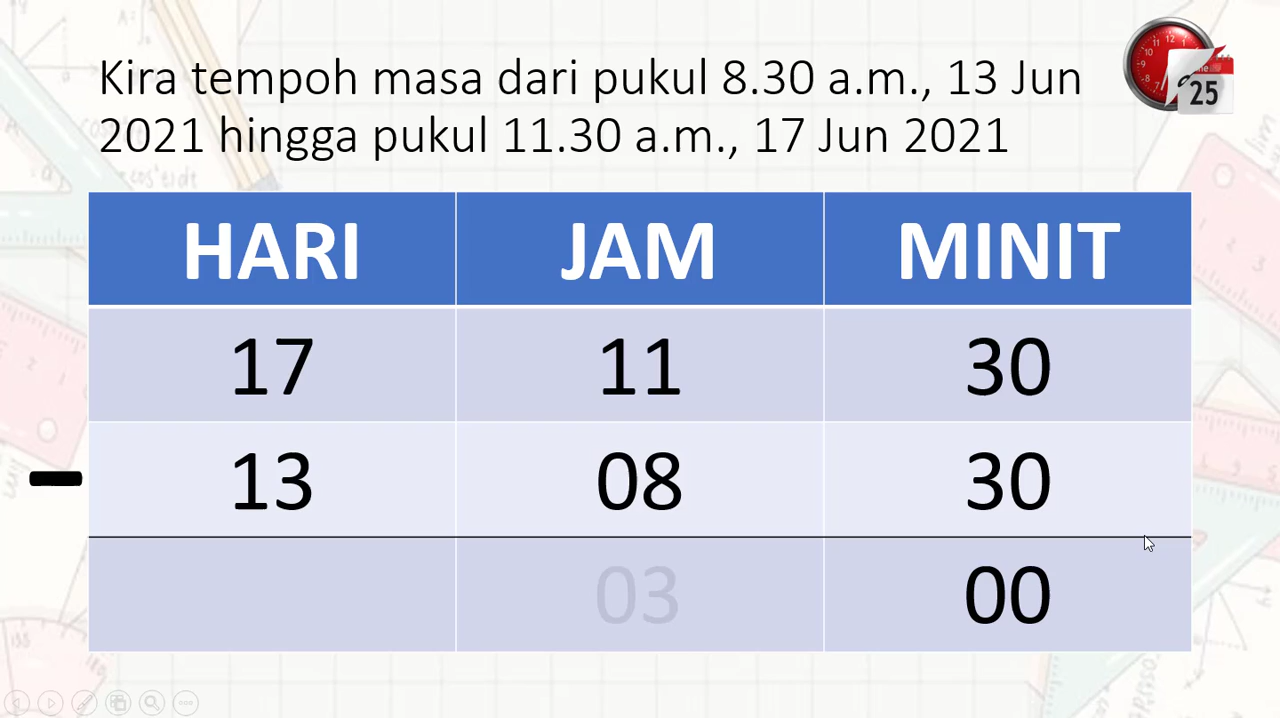 Kira tempoh masa dari pukul 8.30 a.m., 13 Jun
2021 hingga pukul 11.30 a.m., 17 Jun 2021
HARI JAM MINIT
17 11 30
- 13 08 30
03 00
25